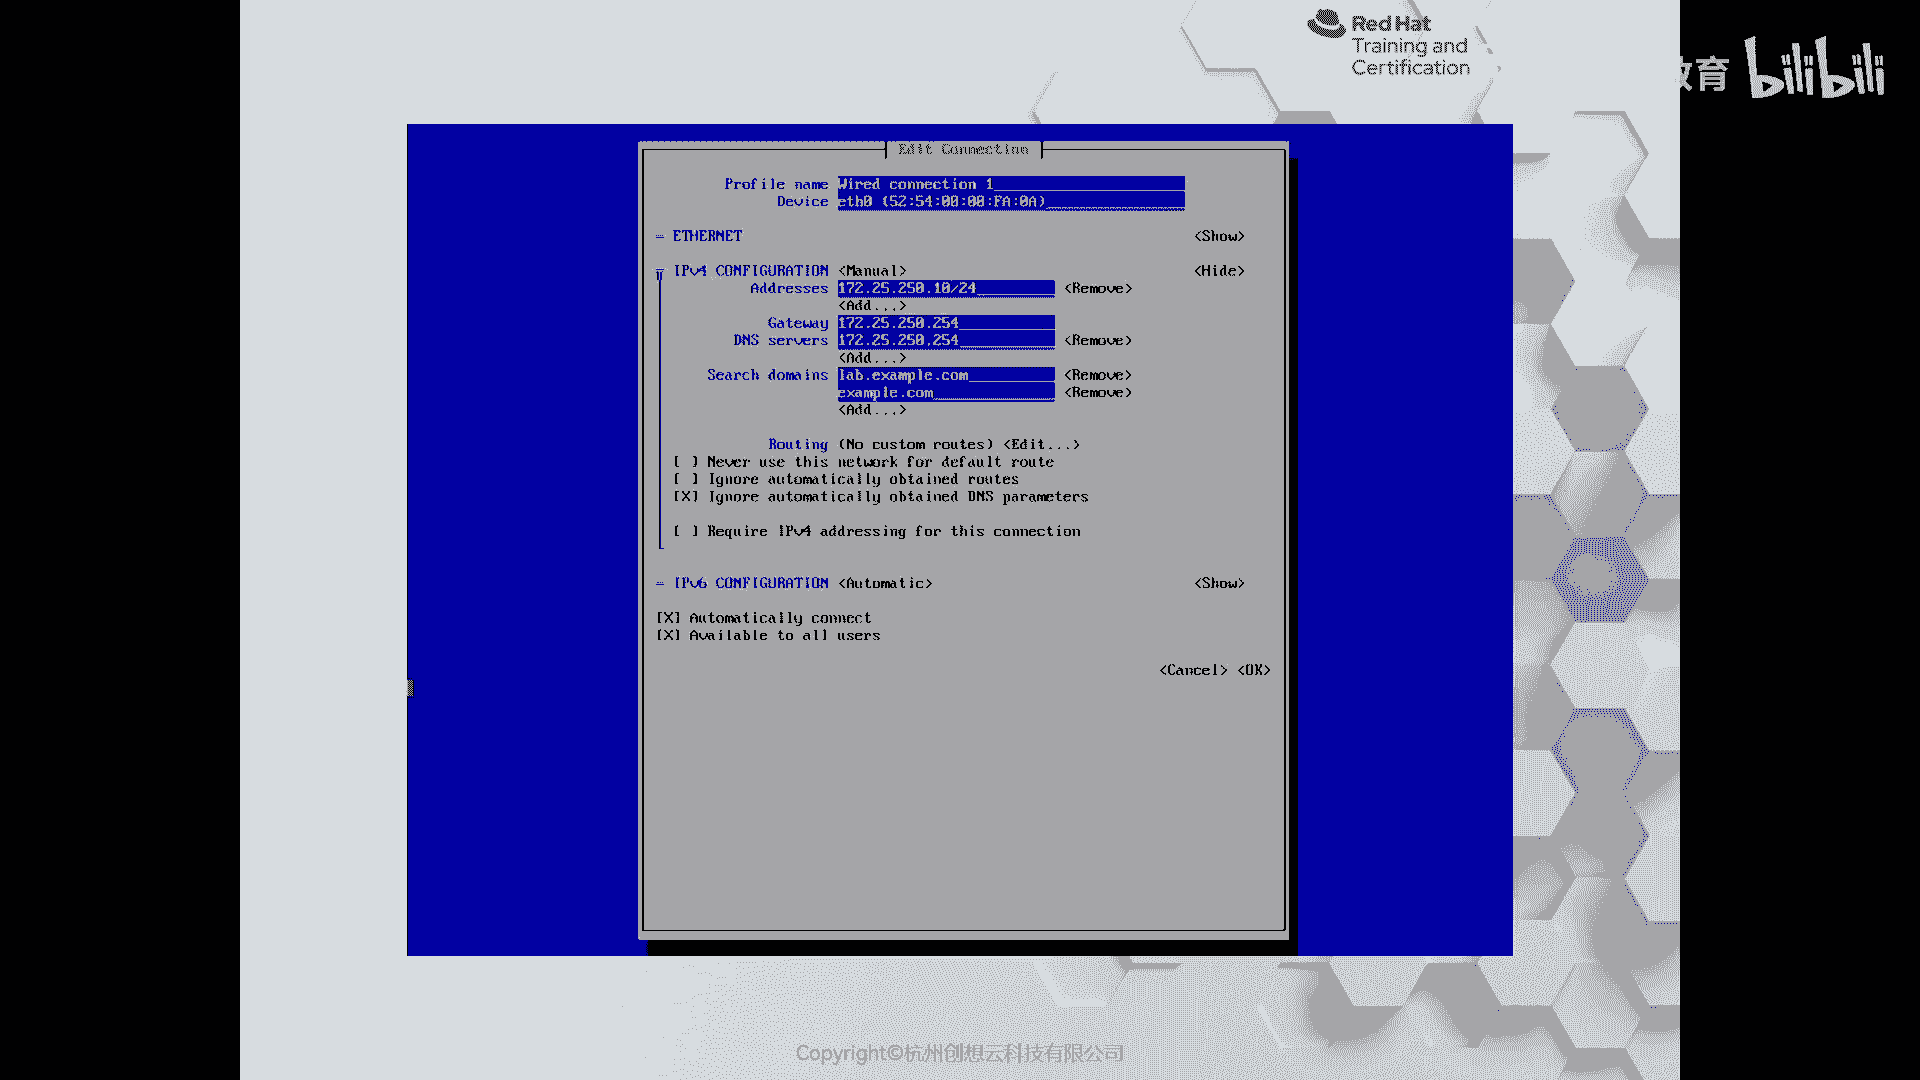 Red Hat
Training and
Certification
育 bilibili
Edit Connection
Profile name Wired connection 1
Device eth0 (52:54:00:00:FA:0A)
= ETHERNET <Show>
IPv4 CONFIGURATION <Manual> <Hide>
Addresses 172.25.250.10/24 <Remove>
<Add...>
Gateway 172.25.250.254
DNS servers 172.25.250.254 <Remove>
<Add...>
Search domains lab.example.com <Remove>
example.com <Remove>
<Add...>
Routing (No custom routes) <Edit...>
[ ] Never use this network for default route
[ ] Ignore automatically obtained routes
[X] Ignore automatically obtained DNS parameters
[ ] Require IPv4 addressing for this connection
= IPv6 CONFIGURATION <Automatic> <Show>
[X] Automatically connect
[X] Available to all users
<Cancel> <OK>
Copyright©杭州创想云科技有限公司